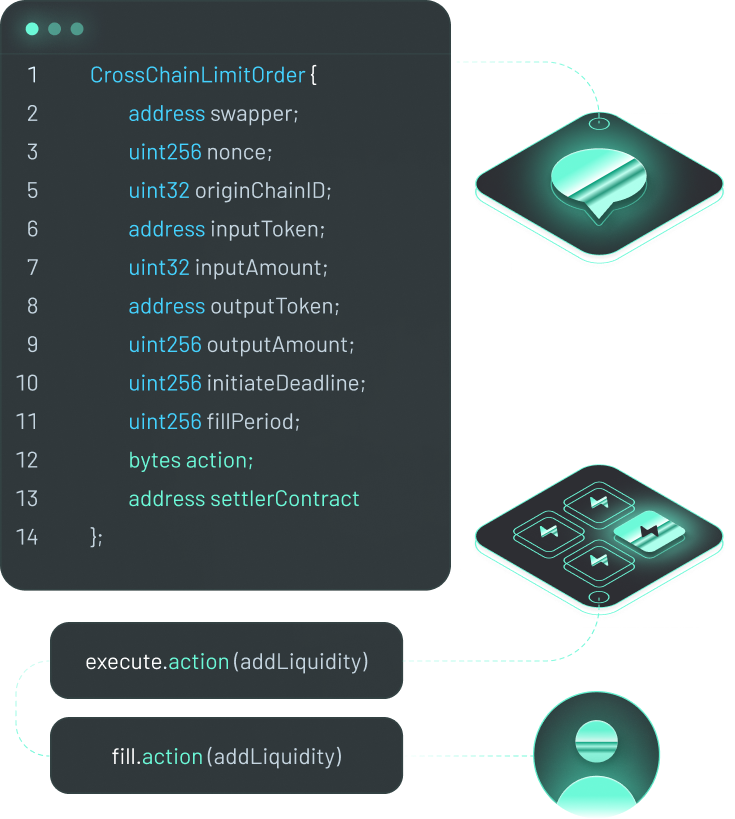 1 CrossChainLimitOrder {
2 address swapper;
3 uint256 nonce;
5 uint32 originChainID;
6 address inputToken;
7 uint32 inputAmount;
8 address outputToken;
9 uint256 outputAmount;
10 uint256 initiateDeadline;
11 uint256 fillPeriod;
12 bytes action;
13 address settlerContract
14 };
execute.action (addLiquidity)
fill.action (addLiquidity)